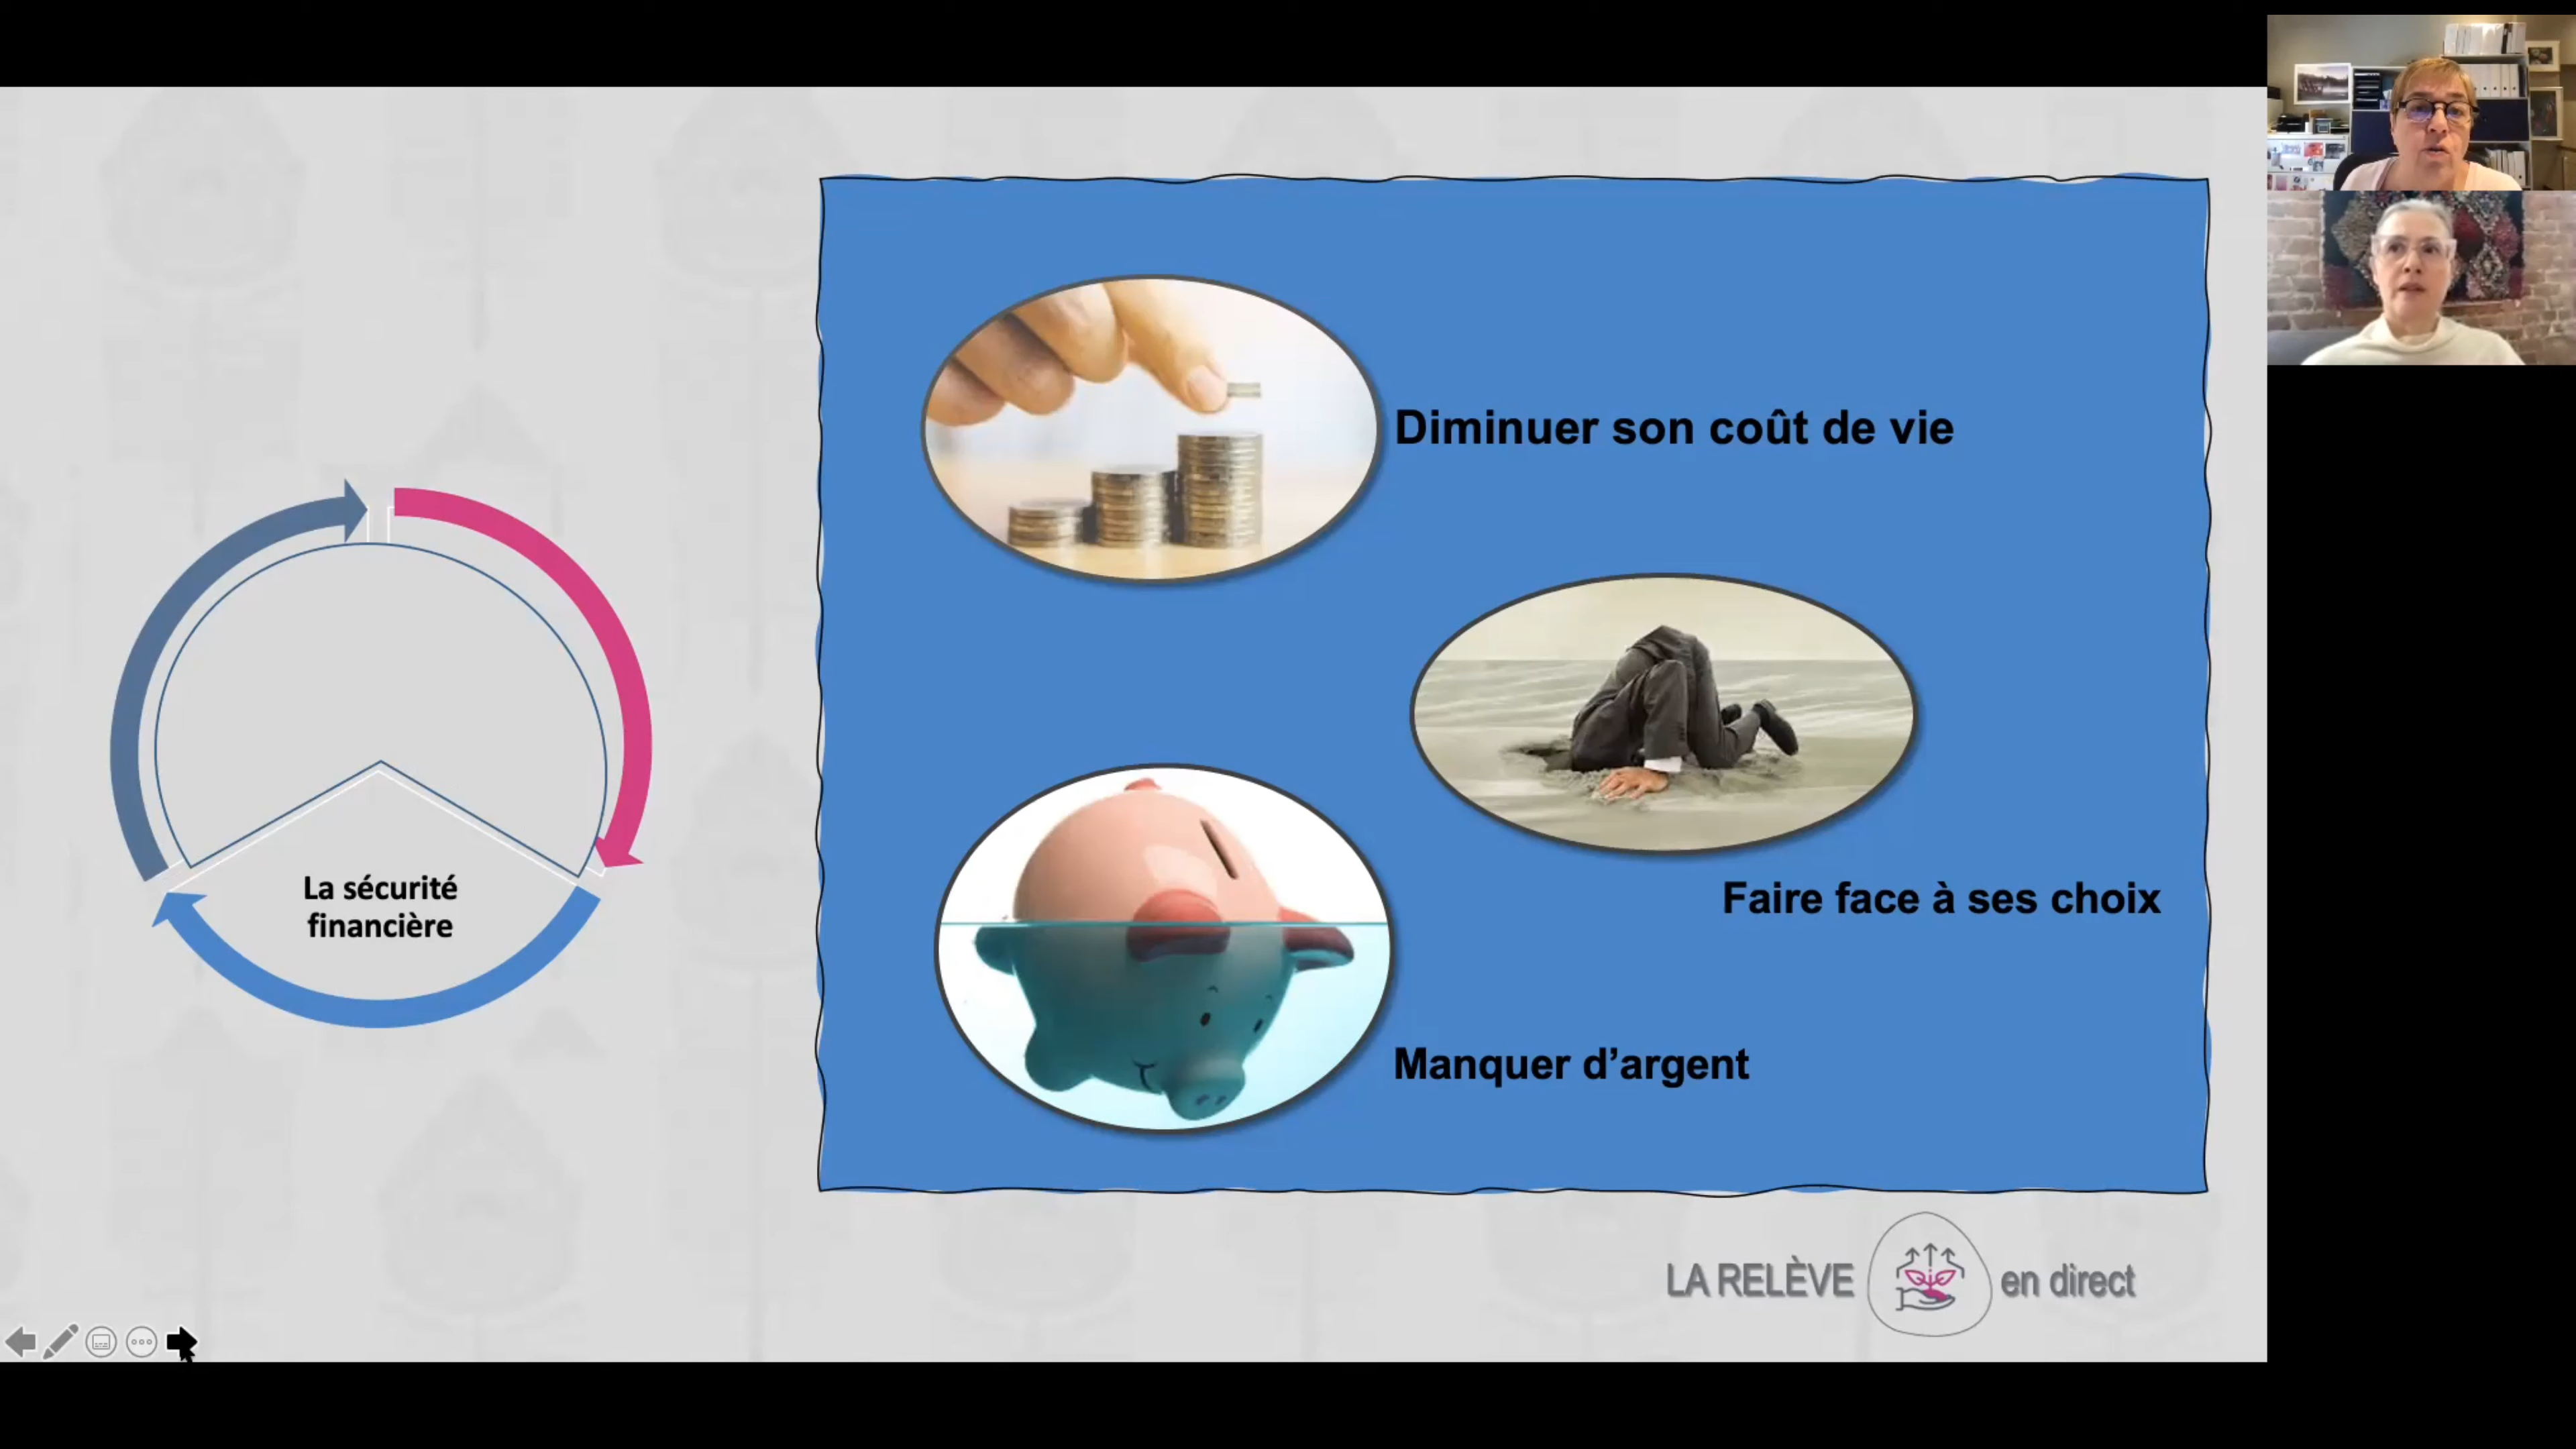 La sécurité
financière
Diminuer son coût de vie
Faire face à ses choix
Manquer d’argent
LA RELÈVE en direct